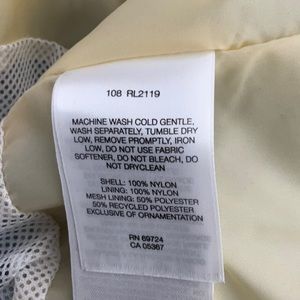 108 RL2119
MACHINE WASH COLD GENTLE,
WASH SEPARATELY, TUMBLE DRY
LOW, REMOVE PROMPTLY, IRON
LOW, DO NOT USE FABRIC
SOFTENER, DO NOT BLEACH, DO
NOT DRYCLEAN
SHELL: 100% NYLON
LINING: 100% NYLON
MESH LINING: 50% POLYESTER
50% RECYCLED POLYESTER
EXCLUSIVE OF ORNAMENTATION
RN 69724
CA 05367